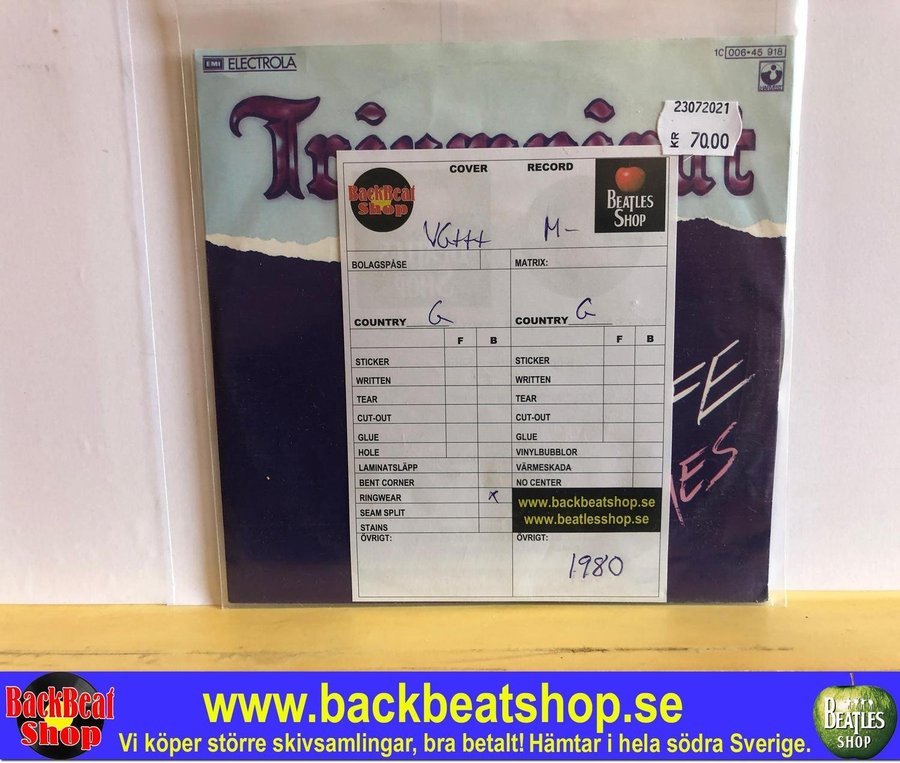 EMI ELECTROLA
1C 006-45 918
23072021
KR 70.00
COVER RECORD
BackBeat Shop
BEATLES SHOP
VG+++ M-
BOLAGSPÅSE MATRIX:
COUNTRY G COUNTRY G
F B F B
STICKER STICKER
WRITTEN WRITTEN
TEAR TEAR
CUT-OUT CUT-OUT
GLUE GLUE
HOLE VINYLBUBBLOR
LAMINATSLÄPP VÄRMESKADA
BENT CORNER NO CENTER
RINGWEAR x
www.backbeatshop.se
SEAM SPLIT
www.beatlesshop.se
STAINS
ÖVRIGT: ÖVRIGT:
1980
BackBeat Shop
www.backbeatshop.se
Vi köper större skivsamlingar, bra betalt! Hämtar i hela södra Sverige.
BEATLES SHOP